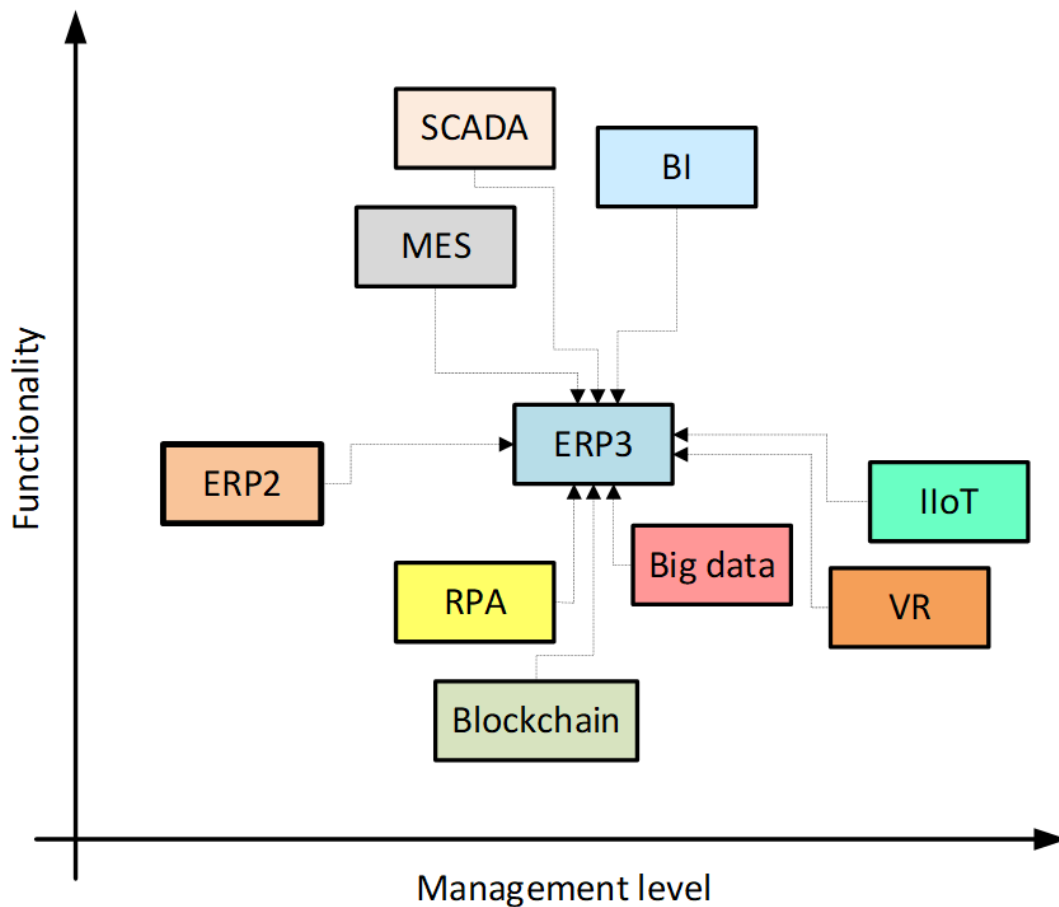 SCADA
BI
MES
Functionality
ERP3
ERP2
IIoT
Big data
RPA
VR
Blockchain
Management level